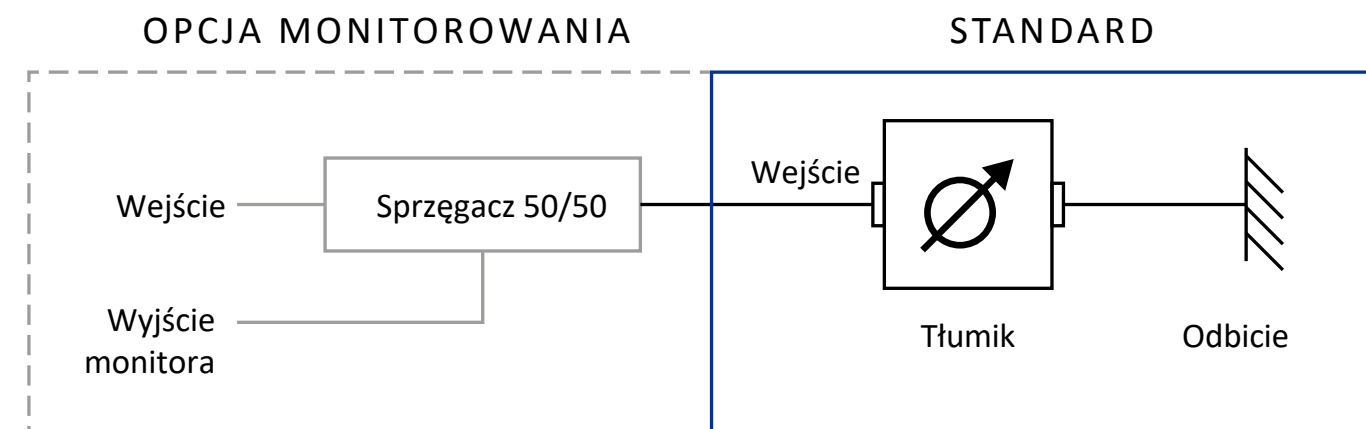 OPCJA MONITOROWANIA
STANDARD
Wejście
Sprzęgacz 50/50
Wejście
Wyjście
monitora
Tłumik
Odbicie